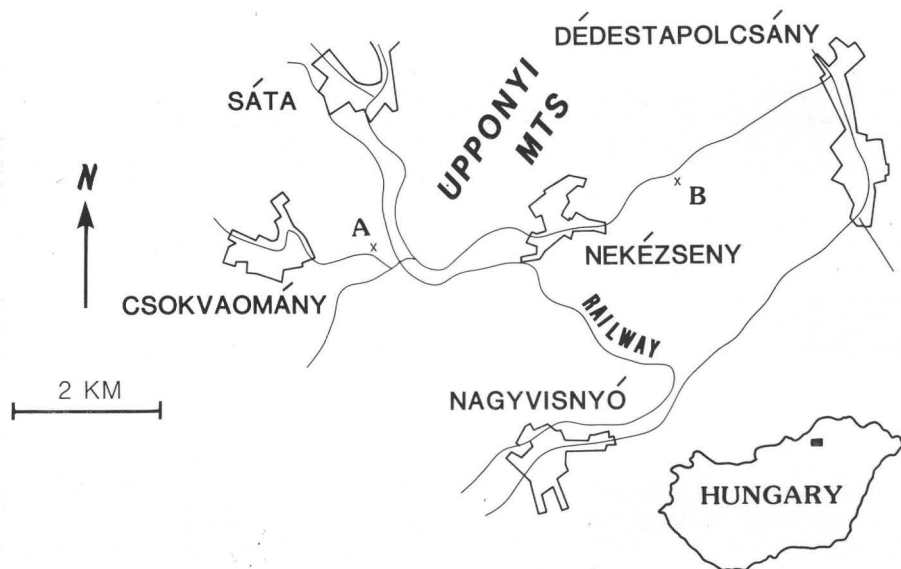 DÉDESTAPOLCSÁNY
SÁTA
UPPONYI
MTS
N
A
B
NEKÉZSENY
CSOKVAOMÁNY
RAILWAY
2 KM
NAGYVISNYÓ
HUNGARY